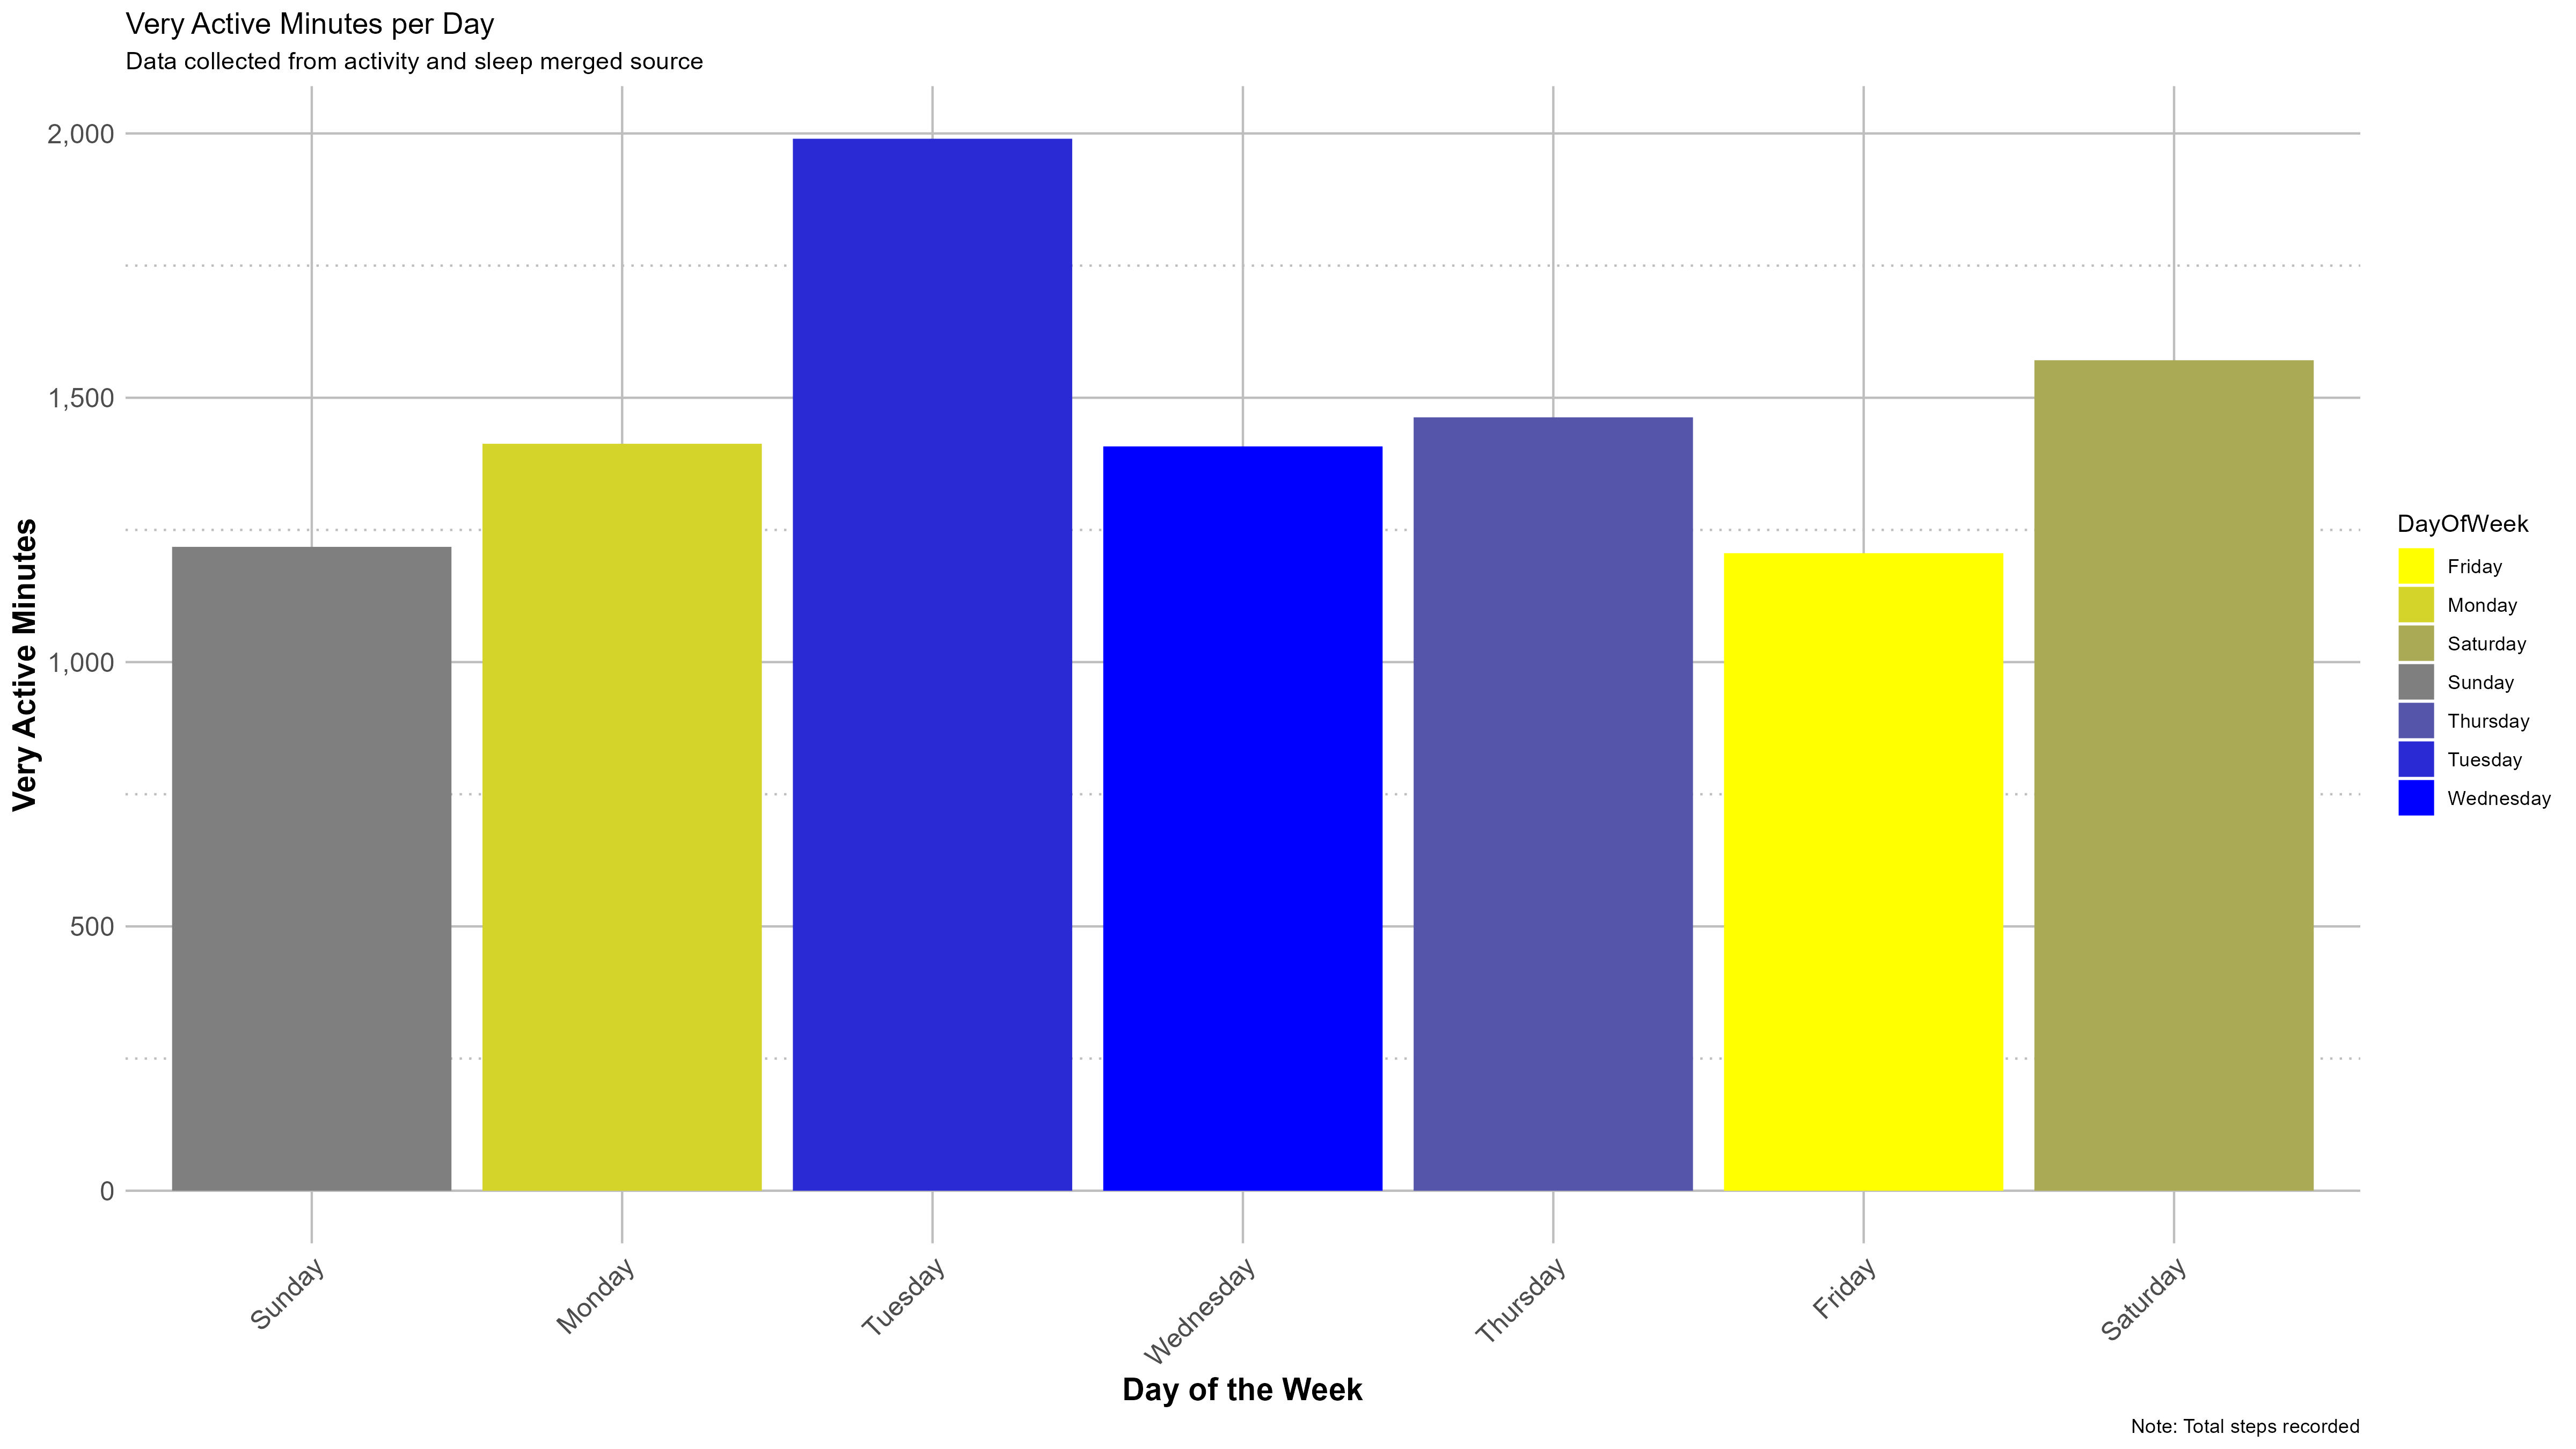 Very Active Minutes per Day
Data collected from activity and sleep merged source
Very Active Minutes
2,000
1,500
1,000
500
0
Sunday
Monday
Tuesday
Wednesday
Thursday
Friday
Saturday
Day of the Week
DayOfWeek
Friday
Monday
Saturday
Sunday
Thursday
Tuesday
Wednesday
Note: Total steps recorded